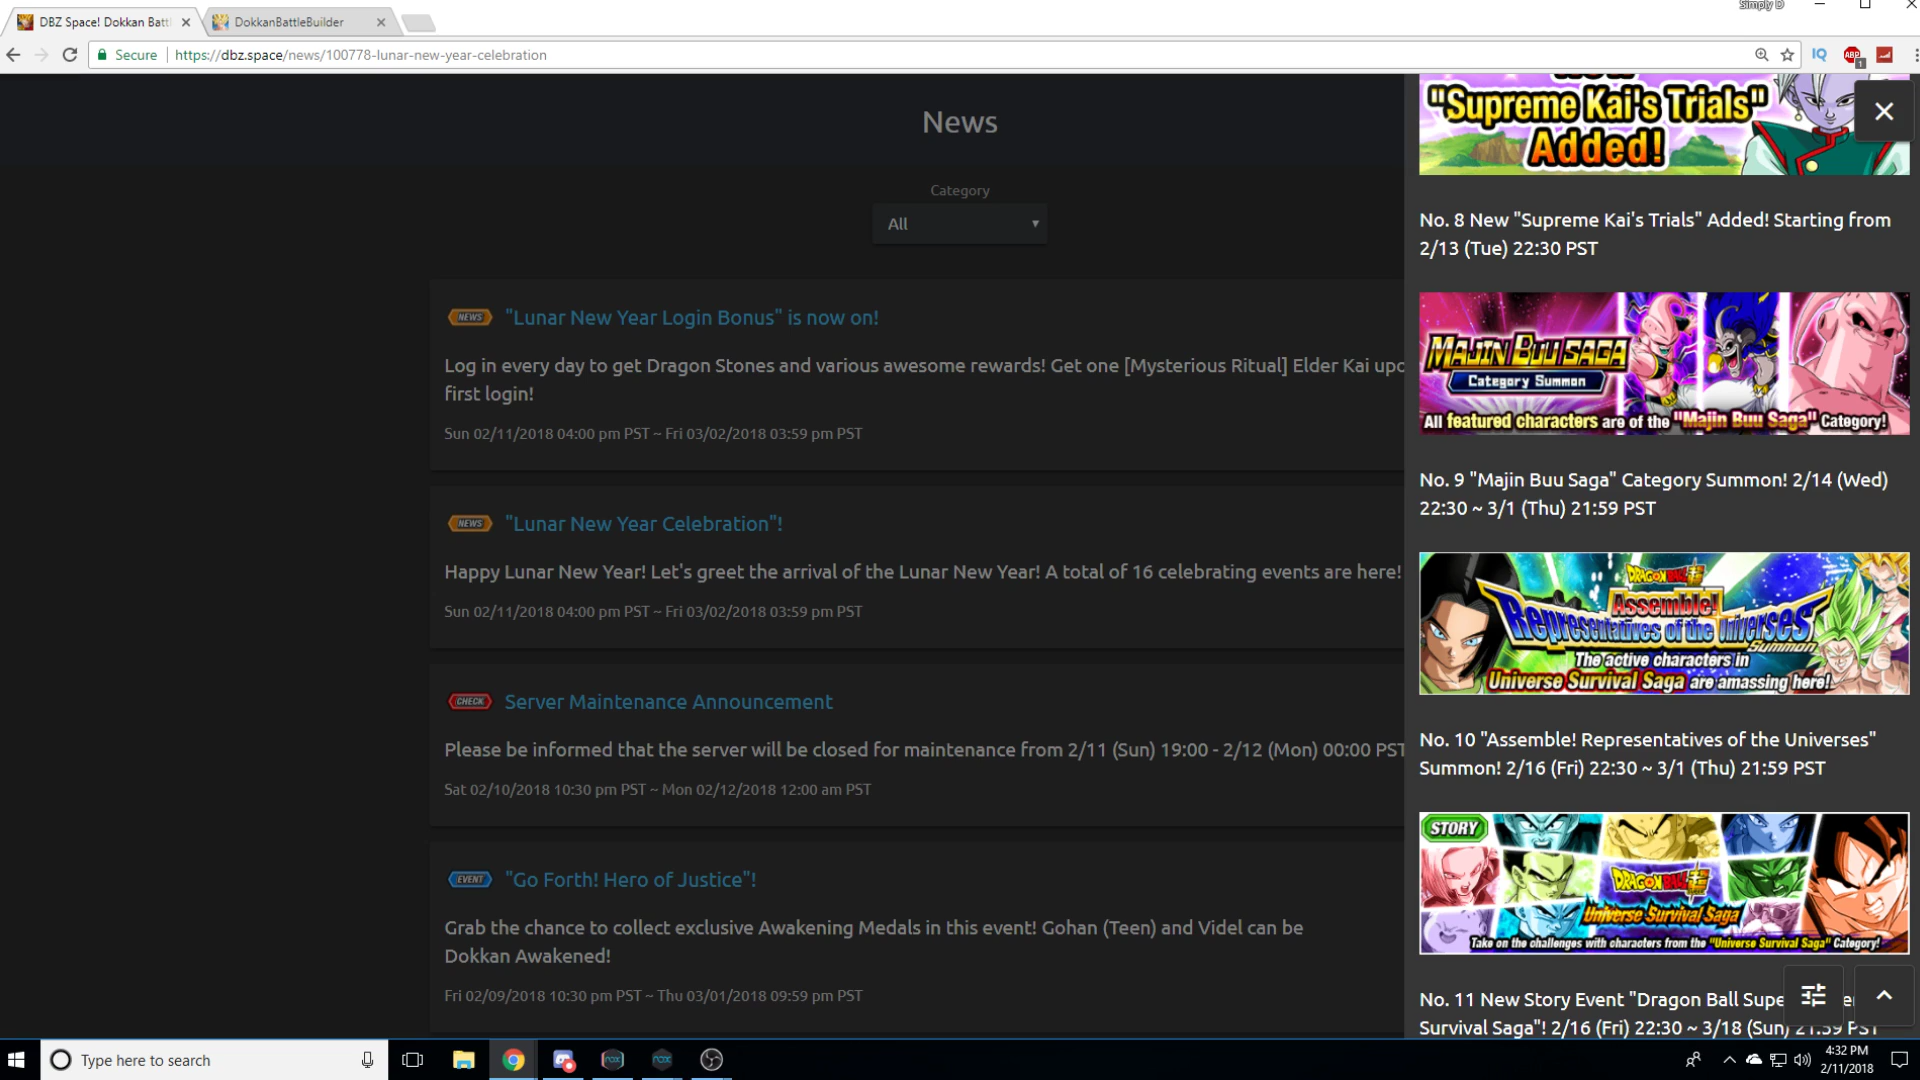 DBZ Space! Dokkan Batt
DokkanBattleBuilder
Simply D
Secure
https://dbz.space/news/100778-lunar-new-year-celebration
IQ
ABP
1
News
Category
All
NEWS
"Lunar New Year Login Bonus" is now on!
Log in every day to get Dragon Stones and various awesome rewards! Get one [Mysterious Ritual] Elder Kai upo
first login!
Sun 02/11/2018 04:00 pm PST ~ Fri 03/02/2018 03:59 pm PST
NEWS
"Lunar New Year Celebration"!
Happy Lunar New Year! Let's greet the arrival of the Lunar New Year! A total of 16 celebrating events are here!
Sun 02/11/2018 04:00 pm PST ~ Fri 03/02/2018 03:59 pm PST
CHECK
Server Maintenance Announcement
Please be informed that the server will be closed for maintenance from 2/11 (Sun) 19:00 - 2/12 (Mon) 00:00 PST
Sat 02/10/2018 10:30 pm PST ~ Mon 02/12/2018 12:00 am PST
EVENT
"Go Forth! Hero of Justice"!
Grab the chance to collect exclusive Awakening Medals in this event! Gohan (Teen) and Videl can be
Dokkan Awakened!
Fri 02/09/2018 10:30 pm PST ~ Thu 03/01/2018 09:59 pm PST
"Supreme Kai's Trials"
Added!
No. 8 New "Supreme Kai's Trials" Added! Starting from
2/13 (Tue) 22:30 PST
MAJIN BUU SAGA
Category Summon
All featured characters are of the "Majin Buu Saga" Category!
No. 9 "Majin Buu Saga" Category Summon! 2/14 (Wed)
22:30 ~ 3/1 (Thu) 21:59 PST
DRAGON BALL
Assemble!
Representatives of the Universes
Summon
The active characters in
Universe Survival Saga are amassing here!
No. 10 "Assemble! Representatives of the Universes"
Summon! 2/16 (Fri) 22:30 ~ 3/1 (Thu) 21:59 PST
STORY
DRAGON BALL
Universe Survival Saga
Take on the challenges with characters from the "Universe Survival Saga" Category!
No. 11 New Story Event "Dragon Ball Supe
Survival Saga"! 2/16 (Fri) 22:30 ~ 3/18 (Sun) 21:59 PST
Type here to search
nox
nox
4:32 PM
2/11/2018